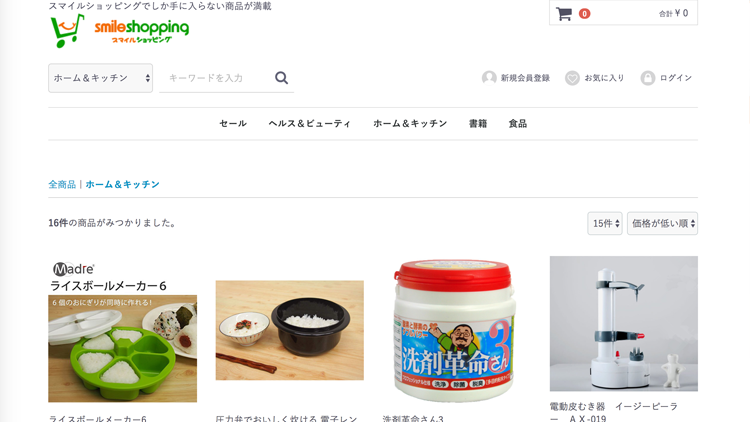 スマイルショッピングでしか手に入らない商品が満載
smileshopping
スマイルショッピング
0
合計 ¥ 0
ホーム＆キッチン
キーワードを入力
新規会員登録
お気に入り
ログイン
セール
ヘルス＆ビューティ
ホーム＆キッチン
書籍
食品
全商品 | ホーム＆キッチン
16件の商品がみつかりました。
15件
価格が低い順
Madre
ライスボールメーカー6
6個のおにぎりが同時に作れる！
洗剤革命さん3
洗浄 除菌 脱臭
電動皮むき器　イージーピーラ
ー　ＡＸ-019
ライスボールメーカー6
圧力弁でおいしく炊ける 電子レン
洗剤革命さん3